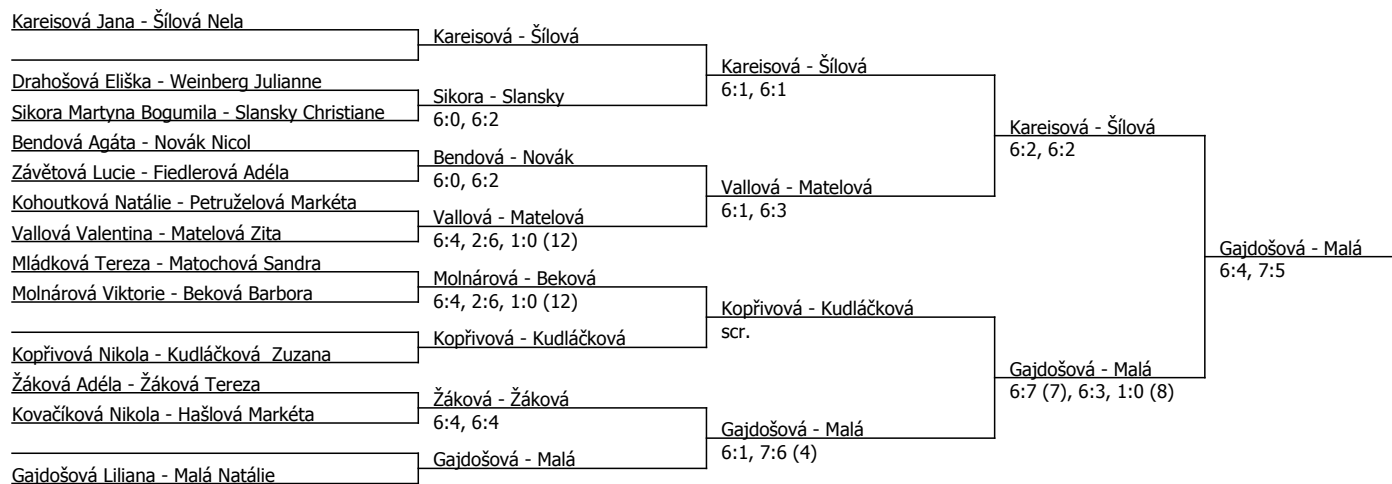 Kareisová Jana - Šílová Nela
Kareisová - Šílová
Kareisová - Šílová
6:1, 6:1
Drahošová Eliška - Weinberg Julianne
Sikora - Slansky
6:0, 6:2
Sikora Martyna Bogumila - Slansky Christiane
Kareisová - Šílová
6:2, 6:2
Bendová Agáta - Novák Nicol
Bendová - Novák
6:0, 6:2
Závětová Lucie - Fiedlerová Adéla
Vallová - Matelová
6:1, 6:3
Kohoutková Natálie - Petruželová Markéta
Vallová - Matelová
6:4, 2:6, 1:0 (12)
Vallová Valentina - Matelová Zita
Gajdošová - Malá
6:4, 7:5
Mládková Tereza - Matochová Sandra
Molnárová - Beková
6:4, 2:6, 1:0 (12)
Molnárová Viktorie - Beková Barbora
Kopřivová - Kudláčková
scr.
Kopřivová - Kudláčková
Kopřivová Nikola - Kudláčková  Zuzana
Gajdošová - Malá
6:7 (7), 6:3, 1:0 (8)
Žáková Adéla - Žáková Tereza
Žáková - Žáková
6:4, 6:4
Kovačíková Nikola - Hašlová Markéta
Gajdošová - Malá
6:1, 7:6 (4)
Gajdošová - Malá
Gajdošová Liliana - Malá Natálie